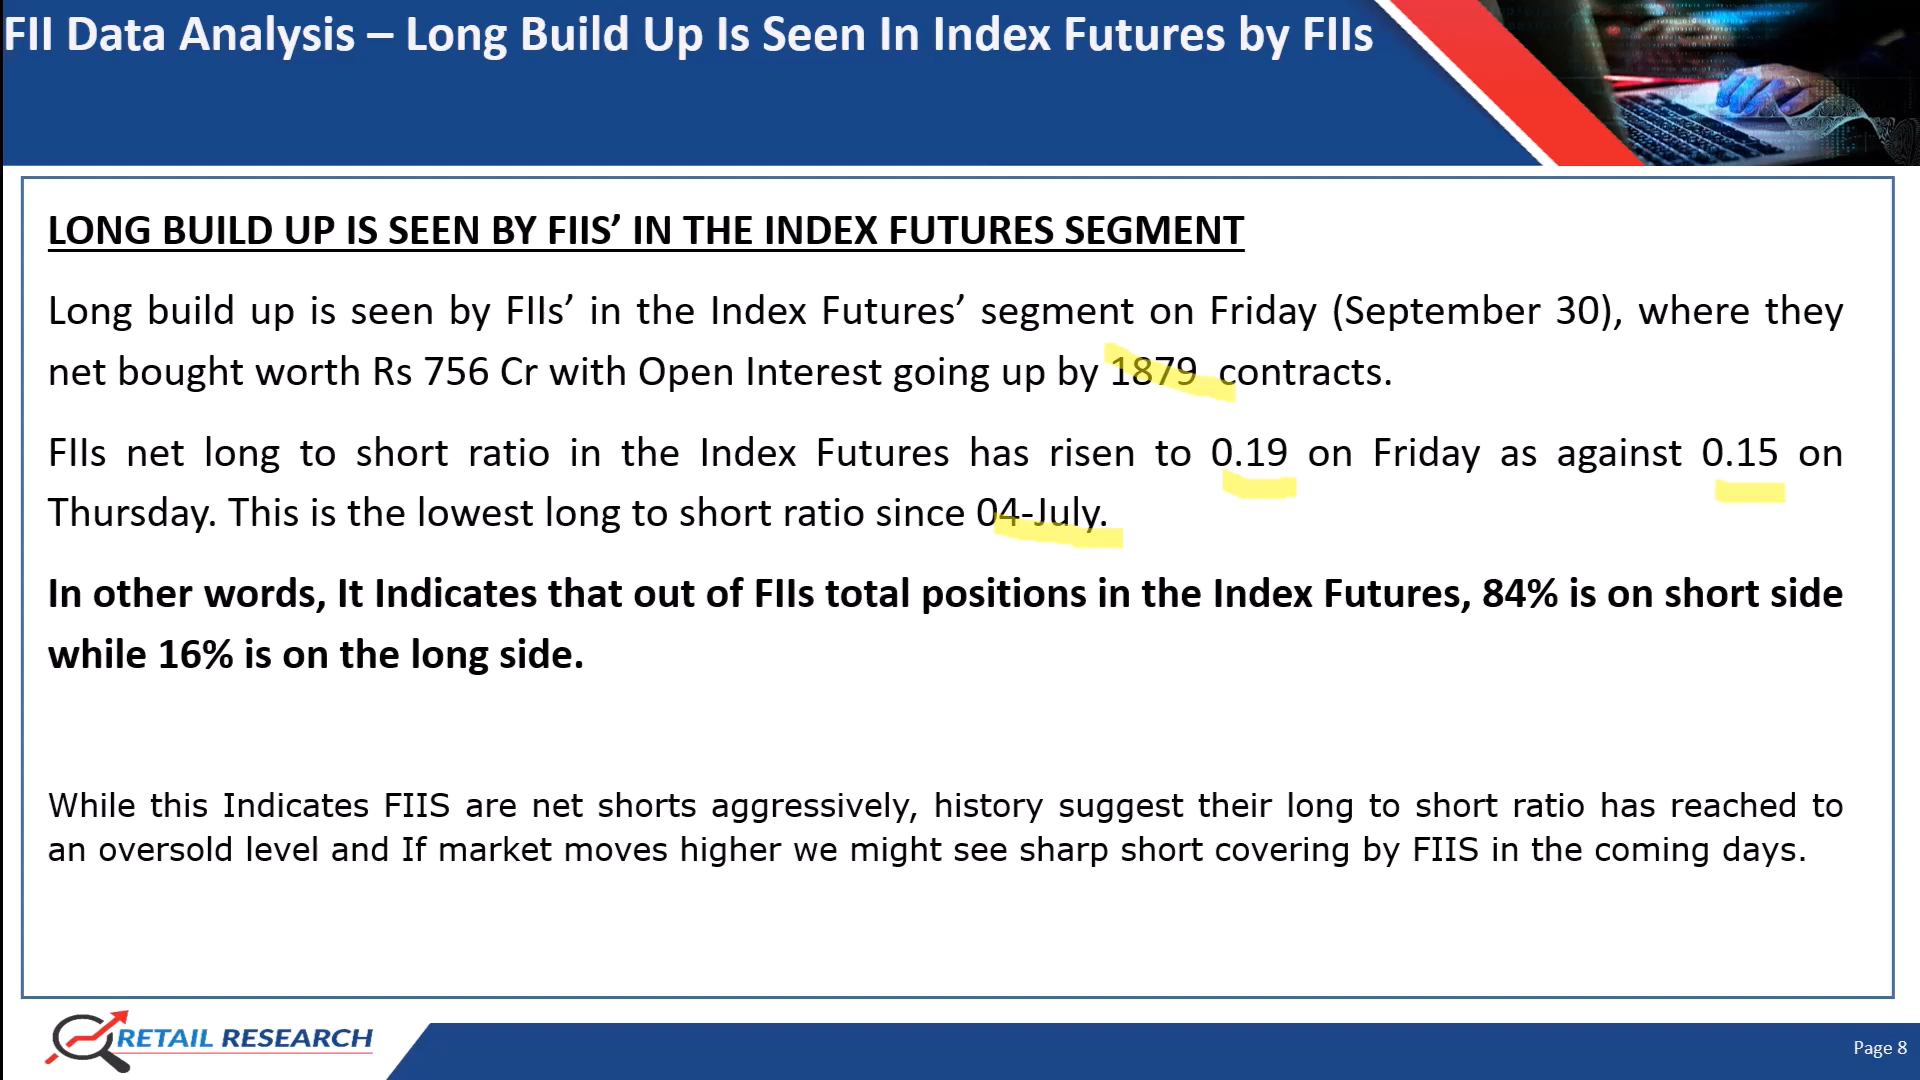 FII Data Analysis – Long Build Up Is Seen In Index Futures by FIIs
LONG BUILD UP IS SEEN BY FIIS’ IN THE INDEX FUTURES SEGMENT
Long build up is seen by FIIs’ in the Index Futures’ segment on Friday (September 30), where they
net bought worth Rs 756 Cr with Open Interest going up by 1879 contracts.
FIIs net long to short ratio in the Index Futures has risen to 0.19 on Friday as against 0.15 on
Thursday. This is the lowest long to short ratio since 04-July.
In other words, It Indicates that out of FIIs total positions in the Index Futures, 84% is on short side
while 16% is on the long side.
While this Indicates FIIS are net shorts aggressively, history suggest their long to short ratio has reached to
an oversold level and If market moves higher we might see sharp short covering by FIIS in the coming days.
RETAIL RESEARCH
Page 8